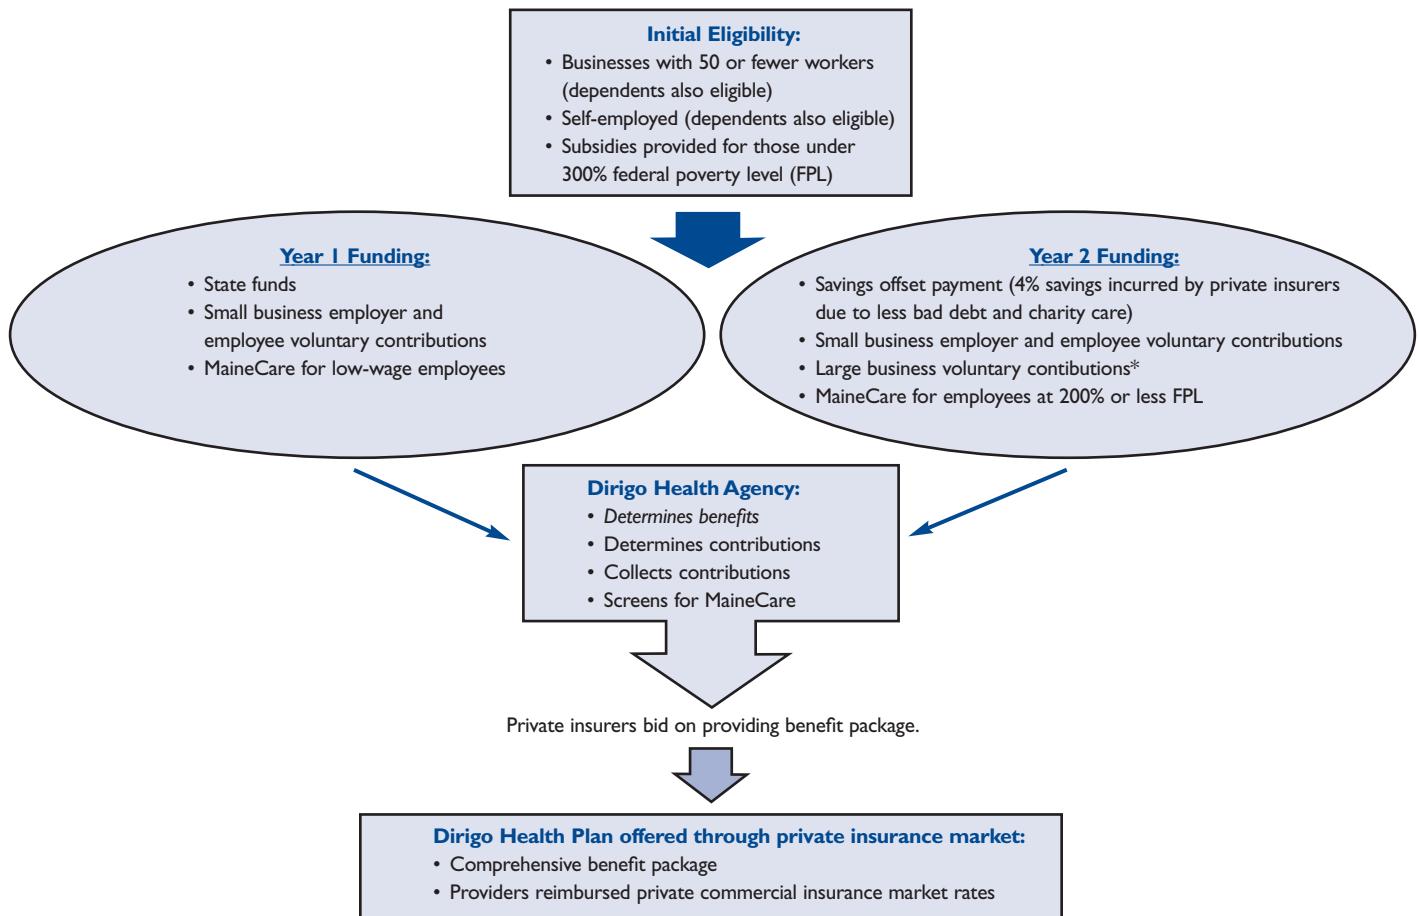 Initial Eligibility:
• Businesses with 50 or fewer workers
(dependents also eligible)
• Self-employed (dependents also eligible)
• Subsidies provided for those under
300% federal poverty level (FPL)
Year 1 Funding:
• State funds
• Small business employer and
employee voluntary contributions
• MaineCare for low-wage employees
Year 2 Funding:
• Savings offset payment (4% savings incurred by private insurers
due to less bad debt and charity care)
• Small business employer and employee voluntary contributions
• Large business voluntary contibutions*
• MaineCare for employees at 200% or less FPL
Dirigo Health Agency:
• Determines benefits
• Determines contributions
• Collects contributions
• Screens for MaineCare
Private insurers bid on providing benefit package.
Dirigo Health Plan offered through private insurance market:
• Comprehensive benefit package
• Providers reimbursed private commercial insurance market rates